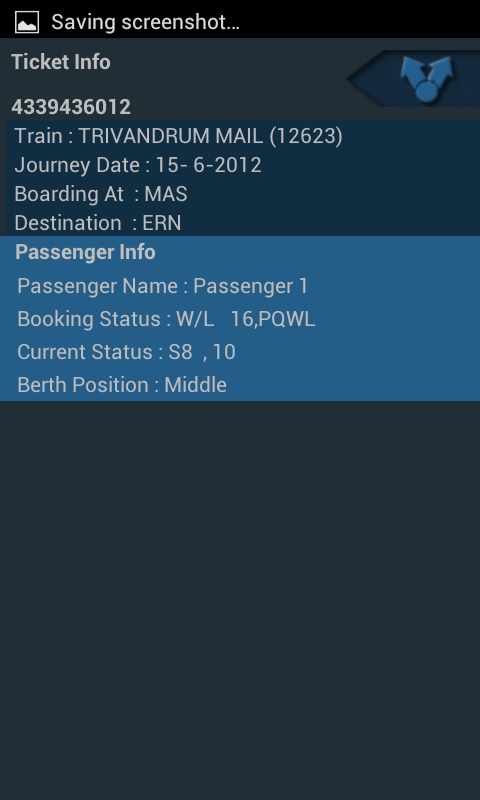 Saving screenshot...
Ticket Info
4339436012
Train : TRIVANDRUM MAIL (12623)
Journey Date : 15- 6-2012
Boarding At  : MAS
Destination  : ERN
Passenger Info
Passenger Name : Passenger 1
Booking Status : W/L   16,PQWL
Current Status : S8  , 10
Berth Position : Middle